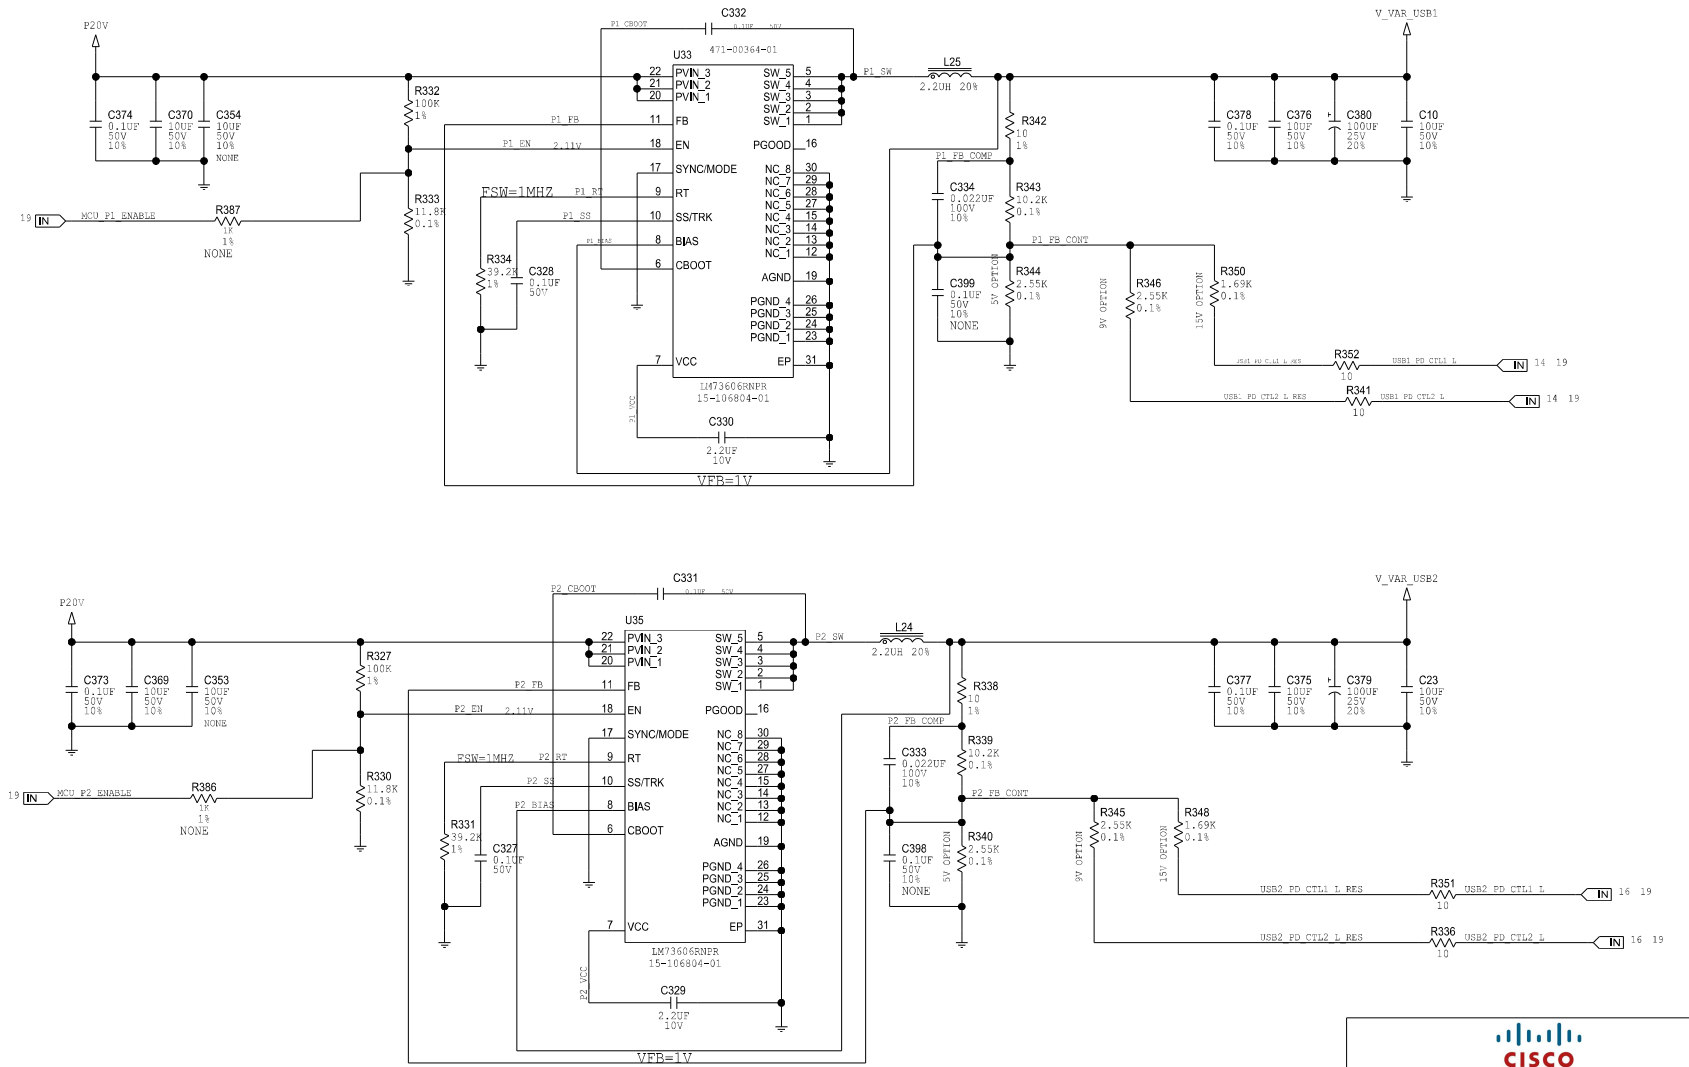 P20V
C374
0.1UF
50V
10%
C370
10UF
50V
10%
C354
10UF
50V
10%
NONE
R332
100K
1%
R333
11.8K
0.1%
19 IN MCU_P1_ENABLE
R387
1K
1%
NONE
P1_CBOOT
C332
0.1UF 50V
471-00364-01
U33
22 PVIN_3
21 PVIN_2
20 PVIN_1
P1_FB 11 FB
P1_EN 2.11V 18 EN
17 SYNC/MODE
FSW=1MHZ P1_RT 9 RT
P1_SS 10 SS/TRK
P1_BIAS 8 BIAS
6 CBOOT
7 VCC
SW_5 5
SW_4 4
SW_3 3
SW_2 2
SW_1 1
PGOOD 16
NC_8 30
NC_7 29
NC_6 28
NC_5 27
NC_4 15
NC_3 14
NC_2 13
NC_1 12
AGND 19
PGND_4 26
PGND_3 25
PGND_2 24
PGND_1 23
EP 31
LM73606RNPR
15-106804-01
R334
39.2K
1%
C328
0.1UF
50V
P1_VCC
C330
2.2UF
10V
VFB=1V
P1_SW
L25
2.2UH 20%
R342
10
1%
P1_FB_COMP
C334
0.022UF
100V
10%
R343
10.2K
0.1%
P1_FB_CONT
C399
0.1UF
50V
10%
NONE
5V OPTION
R344
2.55K
0.1%
9V OPTION
R346
2.55K
0.1%
15V OPTION
R350
1.69K
0.1%
V_VAR_USB1
C378
0.1UF
50V
10%
C376
10UF
50V
10%
C380
100UF
25V
20%
C10
10UF
50V
10%
USB1_PD_CTL1_L_RES
R352
10
USB1_PD_CTL1_L
IN 14 19
USB1_PD_CTL2_L_RES
R341
10
USB1_PD_CTL2_L
IN 14 19
P20V
C373
0.1UF
50V
10%
C369
10UF
50V
10%
C353
10UF
50V
10%
NONE
R327
100K
1%
R330
11.8K
0.1%
19 IN MCU_P2_ENABLE
R386
1K
1%
NONE
P2_CBOOT
C331
0.1UF 50V
U35
22 PVIN_3
21 PVIN_2
20 PVIN_1
P2_FB 11 FB
P2_EN 2.11V 18 EN
17 SYNC/MODE
FSW=1MHZ P2_RT 9 RT
P2_SS 10 SS/TRK
P2_BIAS 8 BIAS
6 CBOOT
7 VCC
SW_5 5
SW_4 4
SW_3 3
SW_2 2
SW_1 1
PGOOD 16
NC_8 30
NC_7 29
NC_6 28
NC_5 27
NC_4 15
NC_3 14
NC_2 13
NC_1 12
AGND 19
PGND_4 26
PGND_3 25
PGND_2 24
PGND_1 23
EP 31
LM73606RNPR
15-106804-01
R331
39.2K
1%
C327
0.1UF
50V
P2_VCC
C329
2.2UF
10V
VFB=1V
P2_SW
L24
2.2UH 20%
R338
10
1%
P2_FB_COMP
C333
0.022UF
100V
10%
R339
10.2K
0.1%
P2_FB_CONT
C398
0.1UF
50V
10%
NONE
5V OPTION
R340
2.55K
0.1%
9V OPTION
R345
2.55K
0.1%
15V OPTION
R348
1.69K
0.1%
V_VAR_USB2
C377
0.1UF
50V
10%
C375
10UF
50V
10%
C379
100UF
25V
20%
C23
10UF
50V
10%
USB2_PD_CTL1_L_RES
R351
10
USB2_PD_CTL1_L
IN 16 19
USB2_PD_CTL2_L_RES
R336
10
USB2_PD_CTL2_L
IN 16 19
CISCO